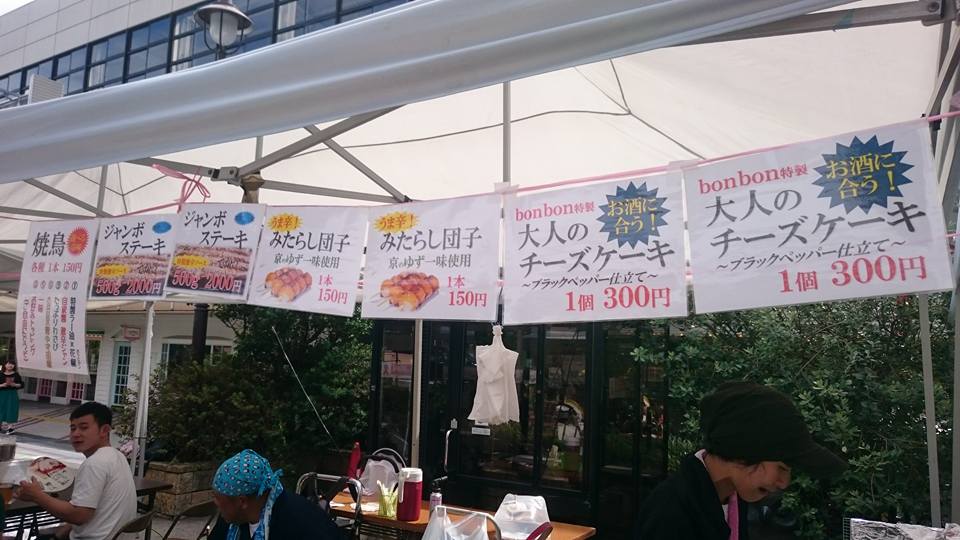 焼鳥
各種 1本 150円
ジャンボ
ステーキ
500g 2000円
ジャンボ
ステーキ
500g 2000円
うま辛！
みたらし団子
京のゆず一味使用
1本
150円
うま辛！
みたらし団子
京のゆず一味使用
1本
150円
bonbon特製
お酒に
合う！
大人の
チーズケーキ
～ブラックペッパー仕立て～
1個 300円
bonbon特製
お酒に
合う！
大人の
チーズケーキ
～ブラックペッパー仕立て～
1個 300円